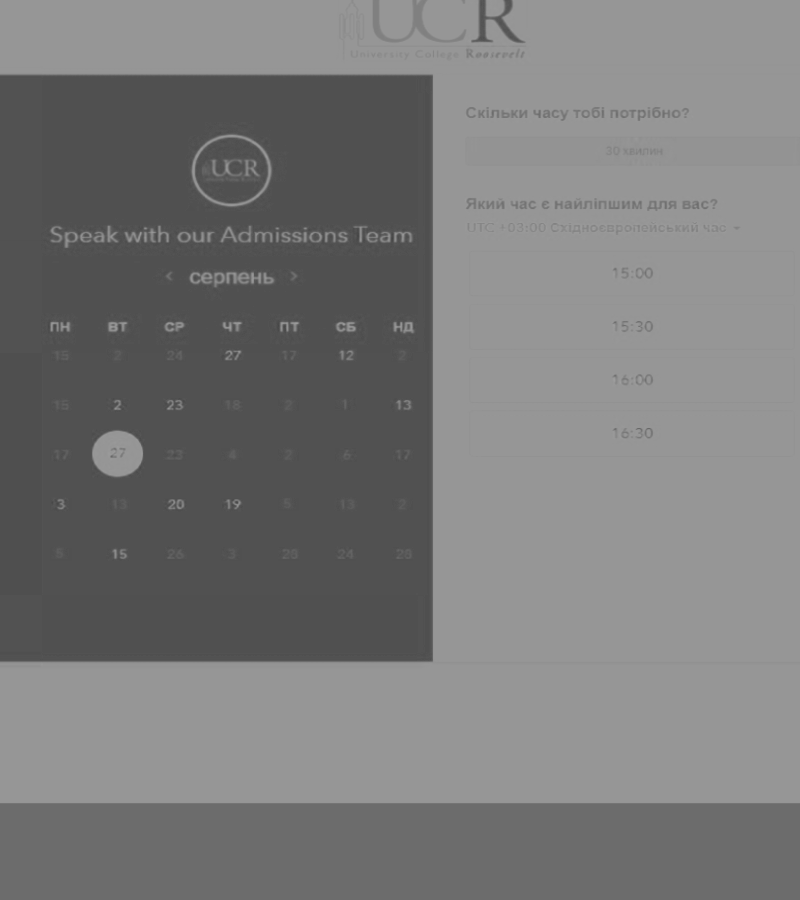 UCR
University College Roosevelt
UCR
Speak with our Admissions Team
< серпень >
ПН ВТ СР ЧТ ПТ СБ НД
15 2 24 27 17 12 2
15 2 23 18 2 1 13
17 27 23 4 2 6 17
3 13 20 19 5 13 2
8 15 26 3 28 24 28
Скільки часу тобі потрібно?
30 хвилин
Який час є найліпшим для вас?
UTC +03:00 Східноєвропейський час
15:00
15:30
16:00
16:30